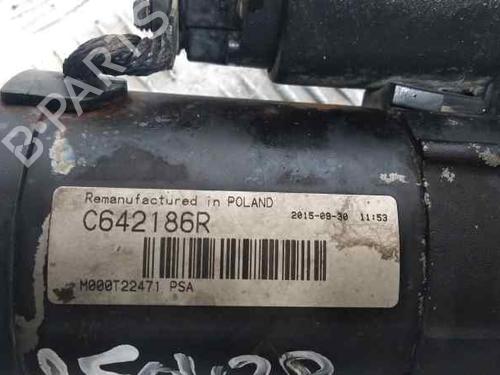 B-PARTS
Remanufactured in POLAND
C642186R 2015-09-30 11:53
M000T22471 PSA